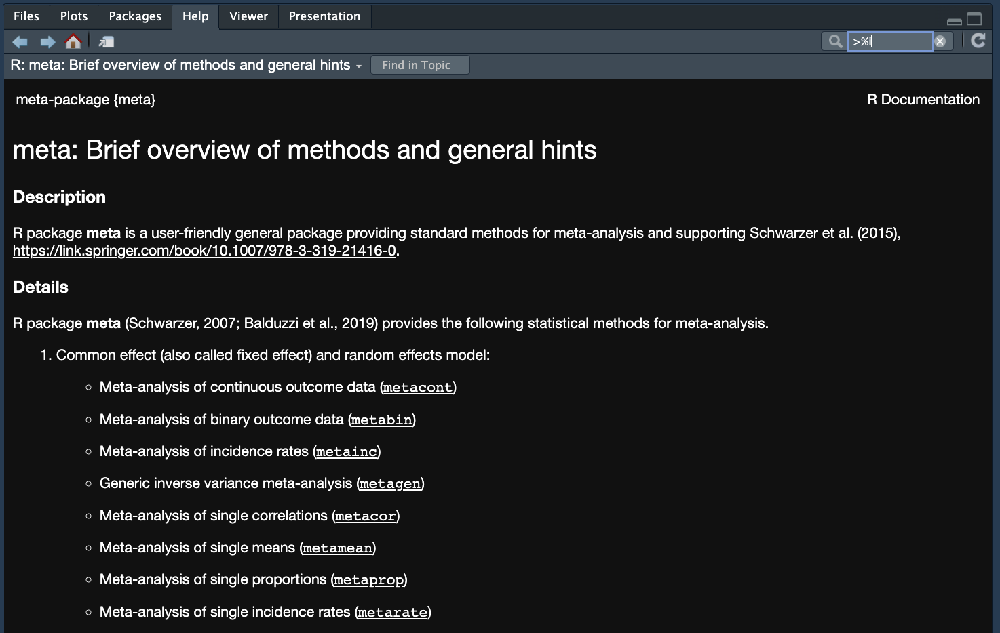 Files Plots Packages Help Viewer Presentation
>%i
R: meta: Brief overview of methods and general hints Find in Topic
meta-package {meta} R Documentation
meta: Brief overview of methods and general hints
Description
R package meta is a user-friendly general package providing standard methods for meta-analysis and supporting Schwarzer et al. (2015),
https://link.springer.com/book/10.1007/978-3-319-21416-0.
Details
R package meta (Schwarzer, 2007; Balduzzi et al., 2019) provides the following statistical methods for meta-analysis.
1. Common effect (also called fixed effect) and random effects model:
◦ Meta-analysis of continuous outcome data (metacont)
◦ Meta-analysis of binary outcome data (metabin)
◦ Meta-analysis of incidence rates (metainc)
◦ Generic inverse variance meta-analysis (metagen)
◦ Meta-analysis of single correlations (metacor)
◦ Meta-analysis of single means (metamean)
◦ Meta-analysis of single proportions (metaprop)
◦ Meta-analysis of single incidence rates (metarate)